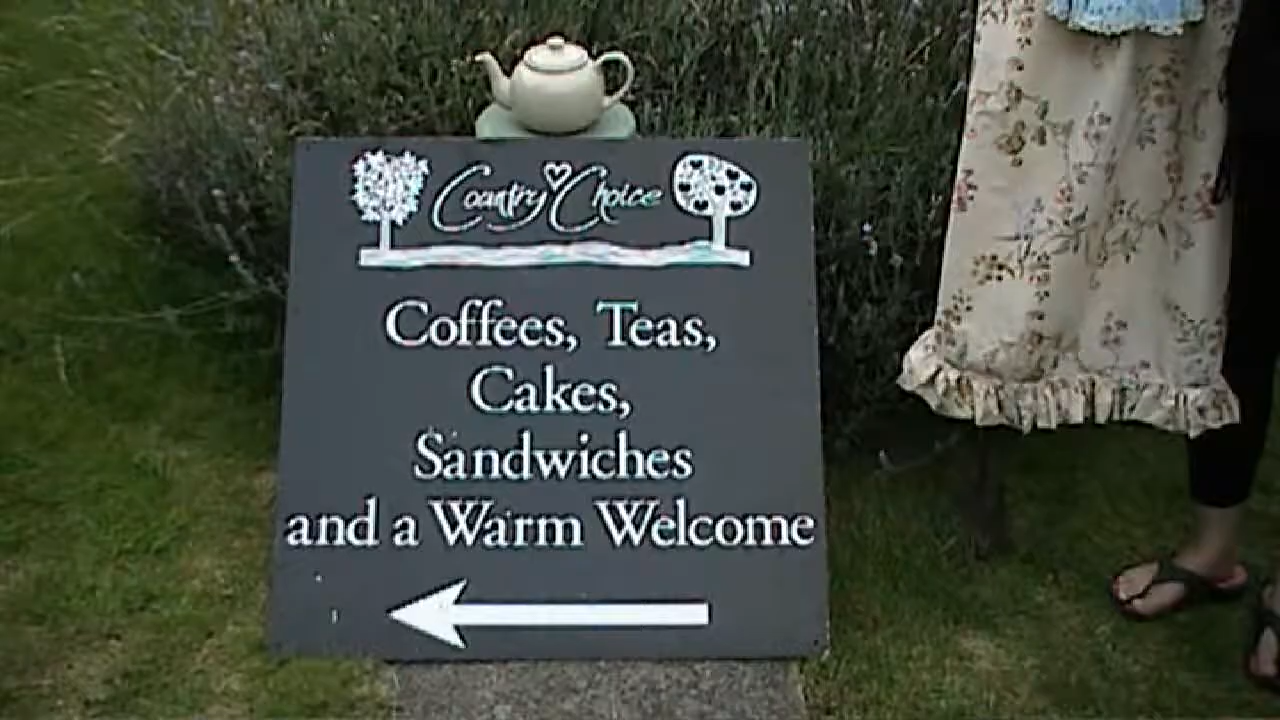 Country Choice
Coffees, Teas,
Cakes,
Sandwiches
and a Warm Welcome